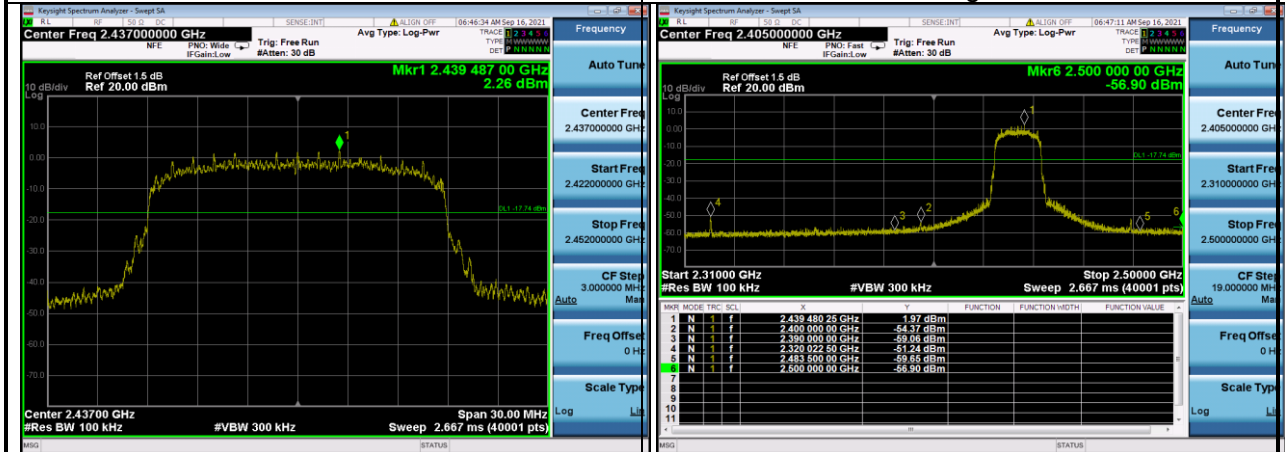 Keysight Spectrum Analyzer - Swept SA
RL RF 50 Ω DC SENSE:INT ALIGN OFF 06:46:34 AM Sep 16, 2021
Center Freq 2.437000000 GHz
NFE PNO: Wide Trig: Free Run
IFGain:Low #Atten: 30 dB
Avg Type: Log-Pwr
TRACE 1 2 3 4 5 6
TYPE M WWWWW
DET P N N N N N
Ref Offset 1.5 dB
10 dB/div Ref 20.00 dBm
Log
Mkr1 2.439 487 00 GHz
2.26 dBm
1
10.0
0.00
-10.0
-20.0
-30.0
-40.0
-50.0
-60.0
-70.0
DL1 -17.74 dBm
Center 2.43700 GHz Span 30.00 MHz
#Res BW 100 kHz #VBW 300 kHz Sweep 2.667 ms (40001 pts)
MSG STATUS
Frequency
Auto Tune
Center Freq
2.437000000 GHz
Start Freq
2.422000000 GHz
Stop Freq
2.452000000 GHz
CF Step
3.000000 MHz
Auto Man
Freq Offset
0 Hz
Scale Type
Log Lin
Keysight Spectrum Analyzer - Swept SA
RL RF 50 Ω DC SENSE:INT ALIGN OFF 06:47:11 AM Sep 16, 2021
Center Freq 2.405000000 GHz
NFE PNO: Fast Trig: Free Run
IFGain:Low #Atten: 30 dB
Avg Type: Log-Pwr
TRACE 1 2 3 4 5 6
TYPE M WWWWW
DET P N N N N N
Ref Offset 1.5 dB
10 dB/div Ref 20.00 dBm
Log
Mkr6 2.500 000 00 GHz
-56.90 dBm
10.0
0.00
-10.0
-20.0
-30.0
-40.0
-50.0
-60.0
-70.0
DL1 -17.74 dBm
1
4
3
2
5
6
Start 2.31000 GHz Stop 2.50000 GHz
#Res BW 100 kHz #VBW 300 kHz Sweep 2.667 ms (40001 pts)
MKR MODE TRC SCL X Y FUNCTION FUNCTION WIDTH FUNCTION VALUE
1 N 1 f 2.439 480 25 GHz 1.97 dBm
2 N 1 f 2.400 000 00 GHz -54.37 dBm
3 N 1 f 2.390 000 00 GHz -59.06 dBm
4 N 1 f 2.320 022 50 GHz -51.24 dBm
5 N 1 f 2.483 500 00 GHz -59.65 dBm
6 N 1 f 2.500 000 00 GHz -56.90 dBm
7
8
9
10
11
MSG STATUS
Frequency
Auto Tune
Center Freq
2.405000000 GHz
Start Freq
2.310000000 GHz
Stop Freq
2.500000000 GHz
CF Step
19.000000 MHz
Auto Man
Freq Offset
0 Hz
Scale Type
Log Lin